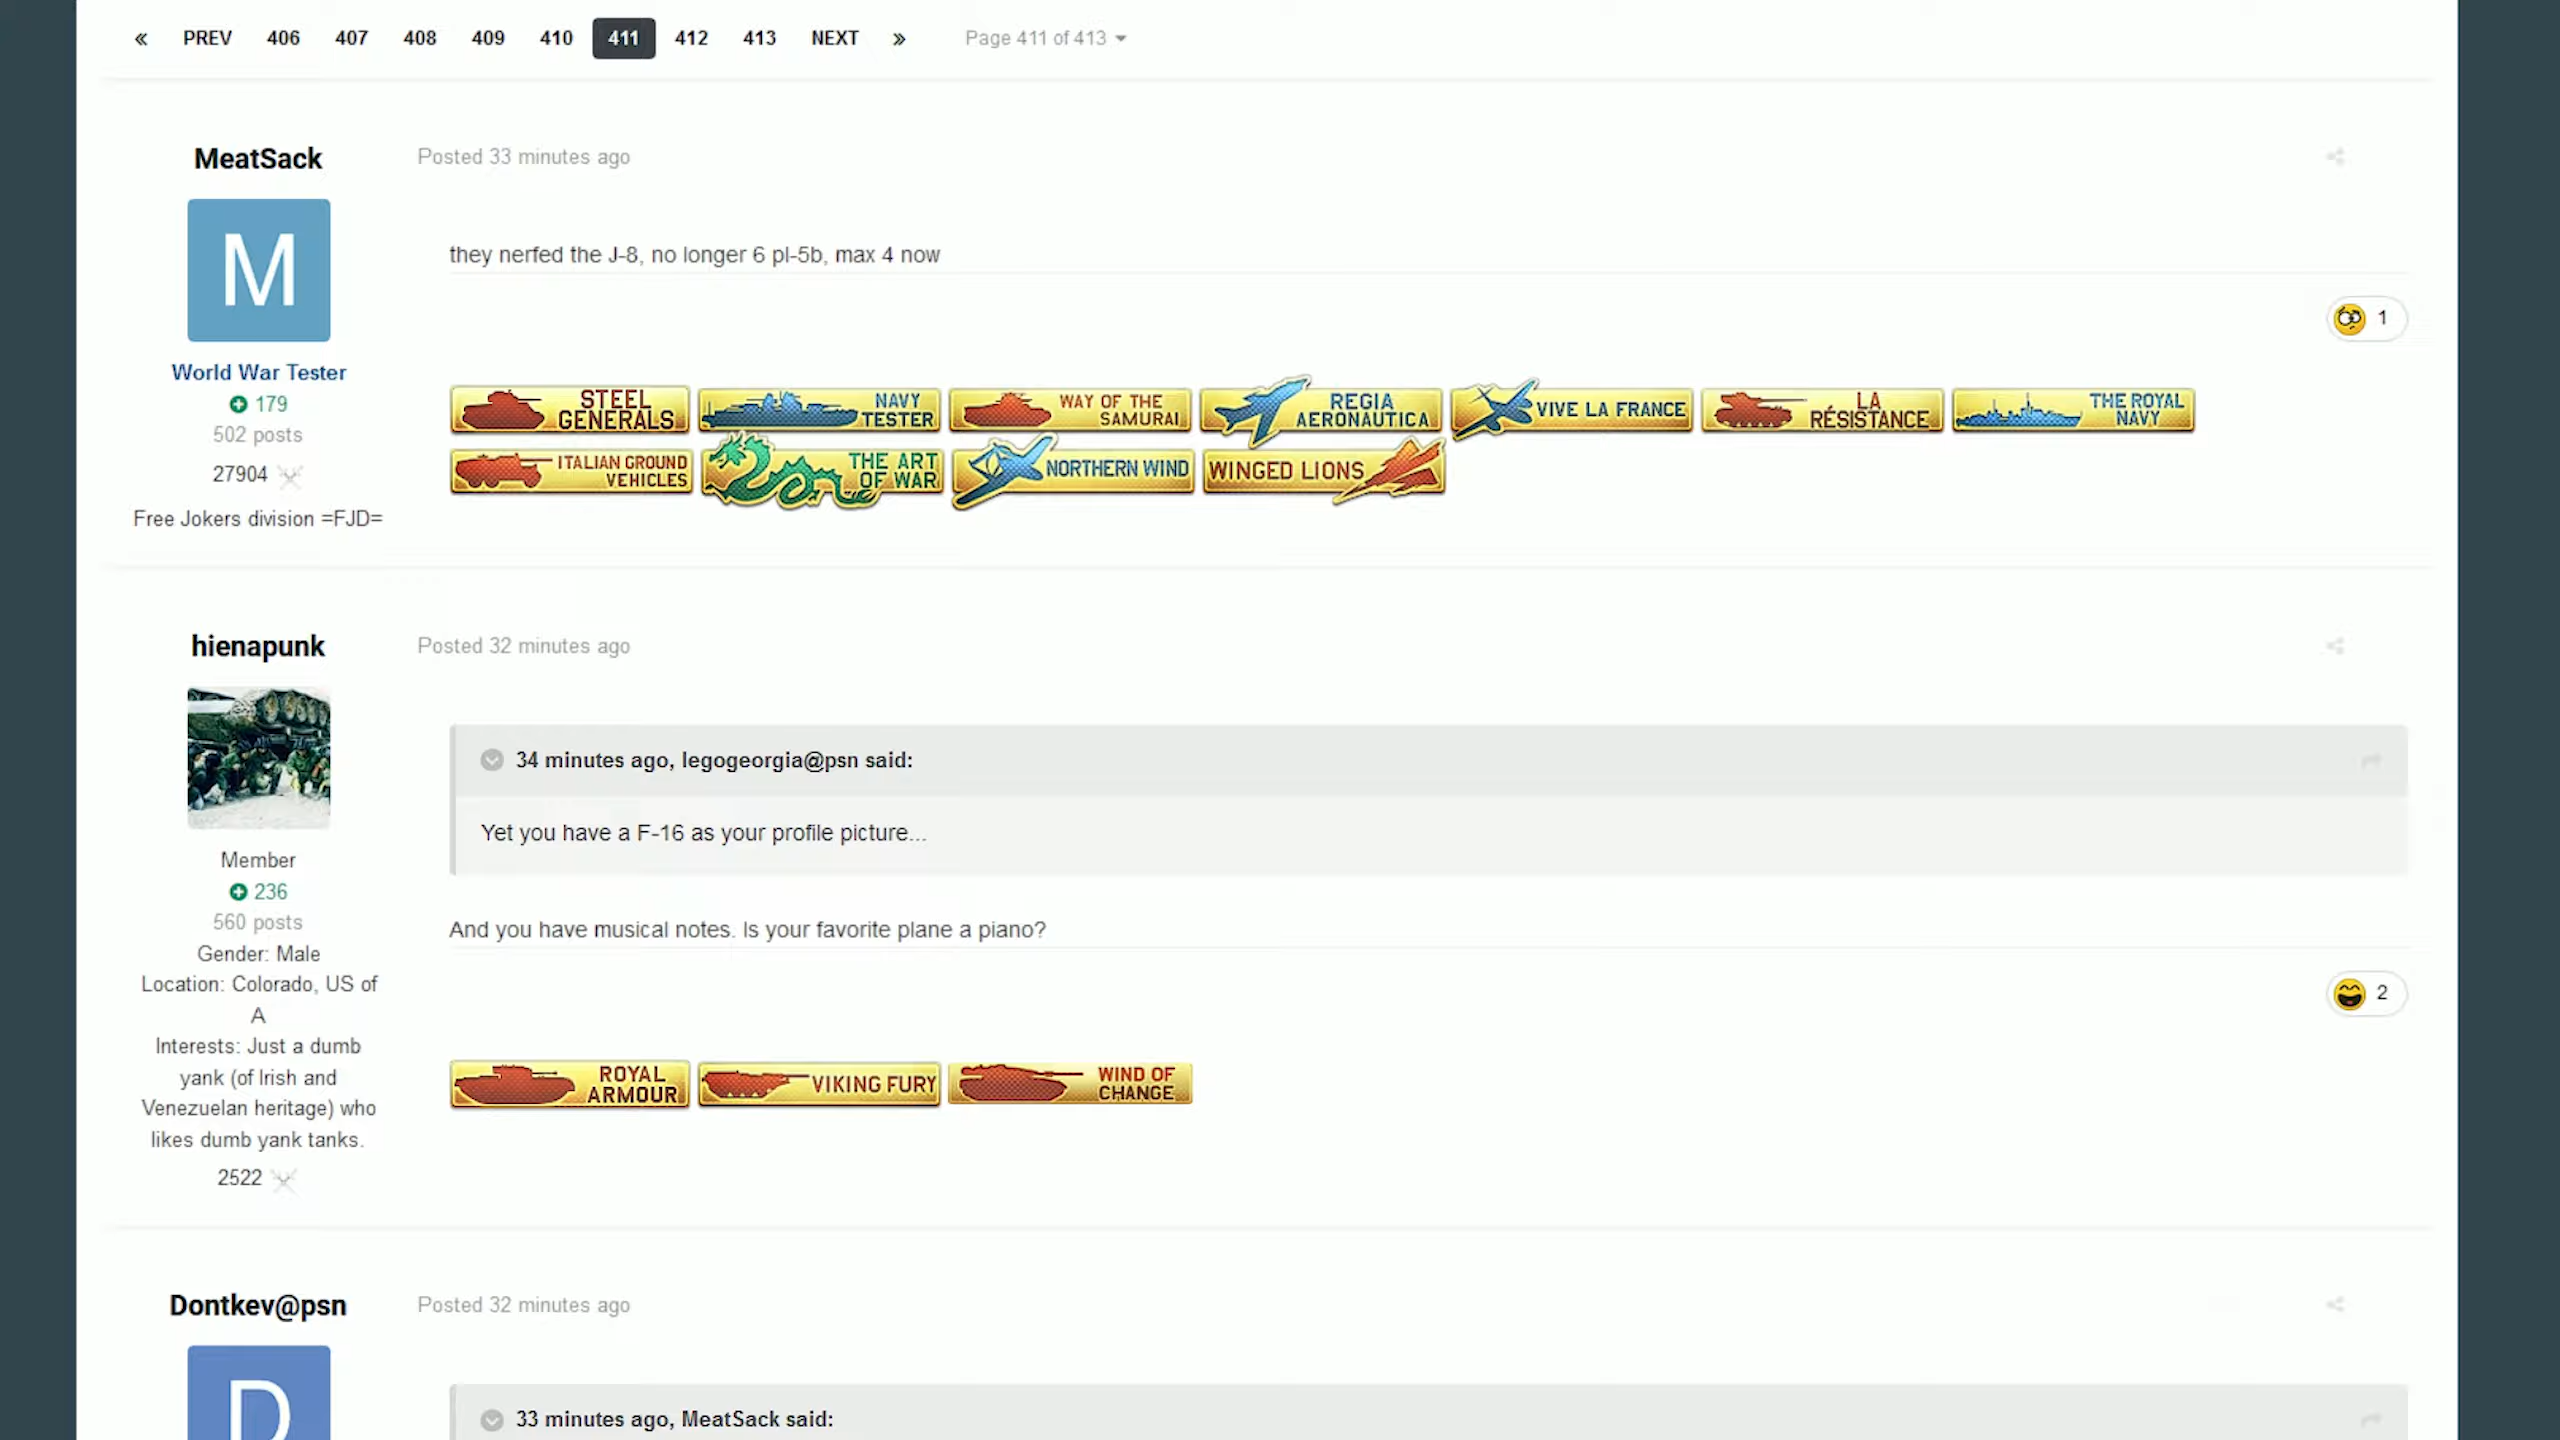 « PREV 406 407 408 409 410 411 412 413 NEXT » Page 411 of 413
MeatSack
Posted 33 minutes ago
M
World War Tester
179
502 posts
27904
Free Jokers division =FJD=
they nerfed the J-8, no longer 6 pl-5b, max 4 now
1
STEEL
GENERALS
NAVY
TESTER
WAY OF THE
SAMURAI
REGIA
AERONAUTICA
VIVE LA FRANCE
LA
RÉSISTANCE
THE ROYAL
NAVY
ITALIAN GROUND
VEHICLES
THE ART
OF WAR
NORTHERN WIND
WINGED LIONS
hienapunk
Posted 32 minutes ago
Member
236
560 posts
Gender: Male
Location: Colorado, US of
A
Interests: Just a dumb
yank (of Irish and
Venezuelan heritage) who
likes dumb yank tanks.
2522
34 minutes ago, legogeorgia@psn said:
Yet you have a F-16 as your profile picture...
And you have musical notes. Is your favorite plane a piano?
2
ROYAL
ARMOUR
VIKING FURY
WIND OF
CHANGE
Dontkev@psn
Posted 32 minutes ago
D
33 minutes ago, MeatSack said: